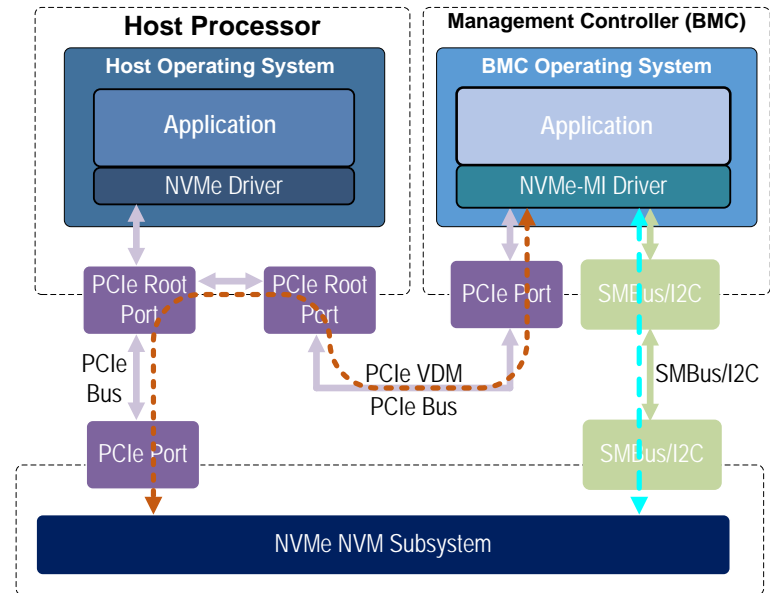 Host Processor
Host Operating System
Application
NVMe Driver
Management Controller (BMC)
BMC Operating System
Application
NVMe-MI Driver
PCIe Root
Port
PCIe Root
Port
PCIe Port
SMBus/I2C
PCIe
Bus
PCIe VDM
PCIe Bus
SMBus/I2C
PCIe Port
SMBus/I2C
NVMe NVM Subsystem